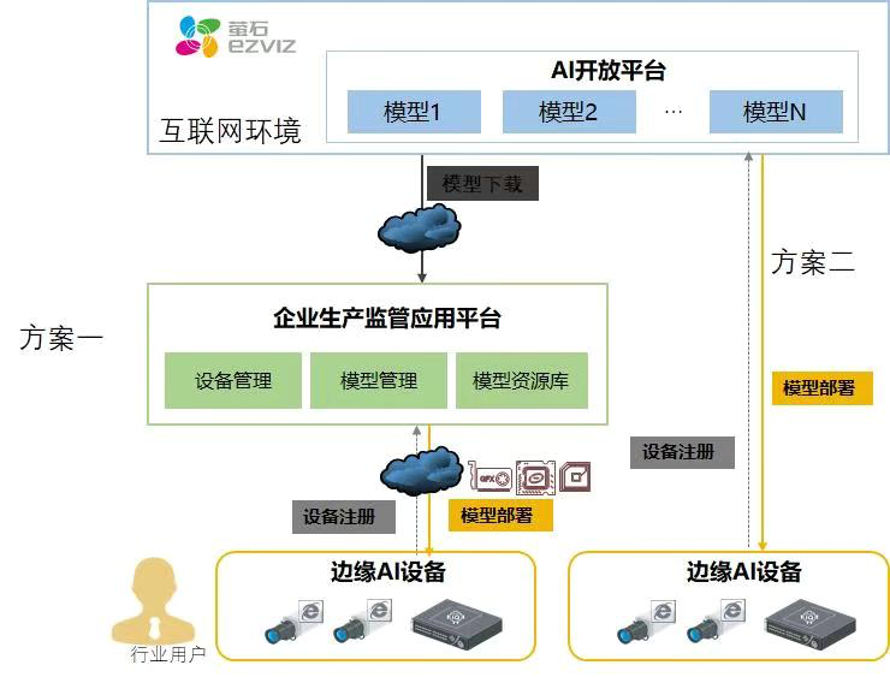 萤石
ezviz
AI开放平台
模型1
模型2
...
模型N
互联网环境
模型下载
方案二
企业生产监管应用平台
方案一
设备管理
模型管理
模型资源库
模型部署
设备注册
GFX
设备注册
模型部署
边缘AI设备
边缘AI设备
行业用户